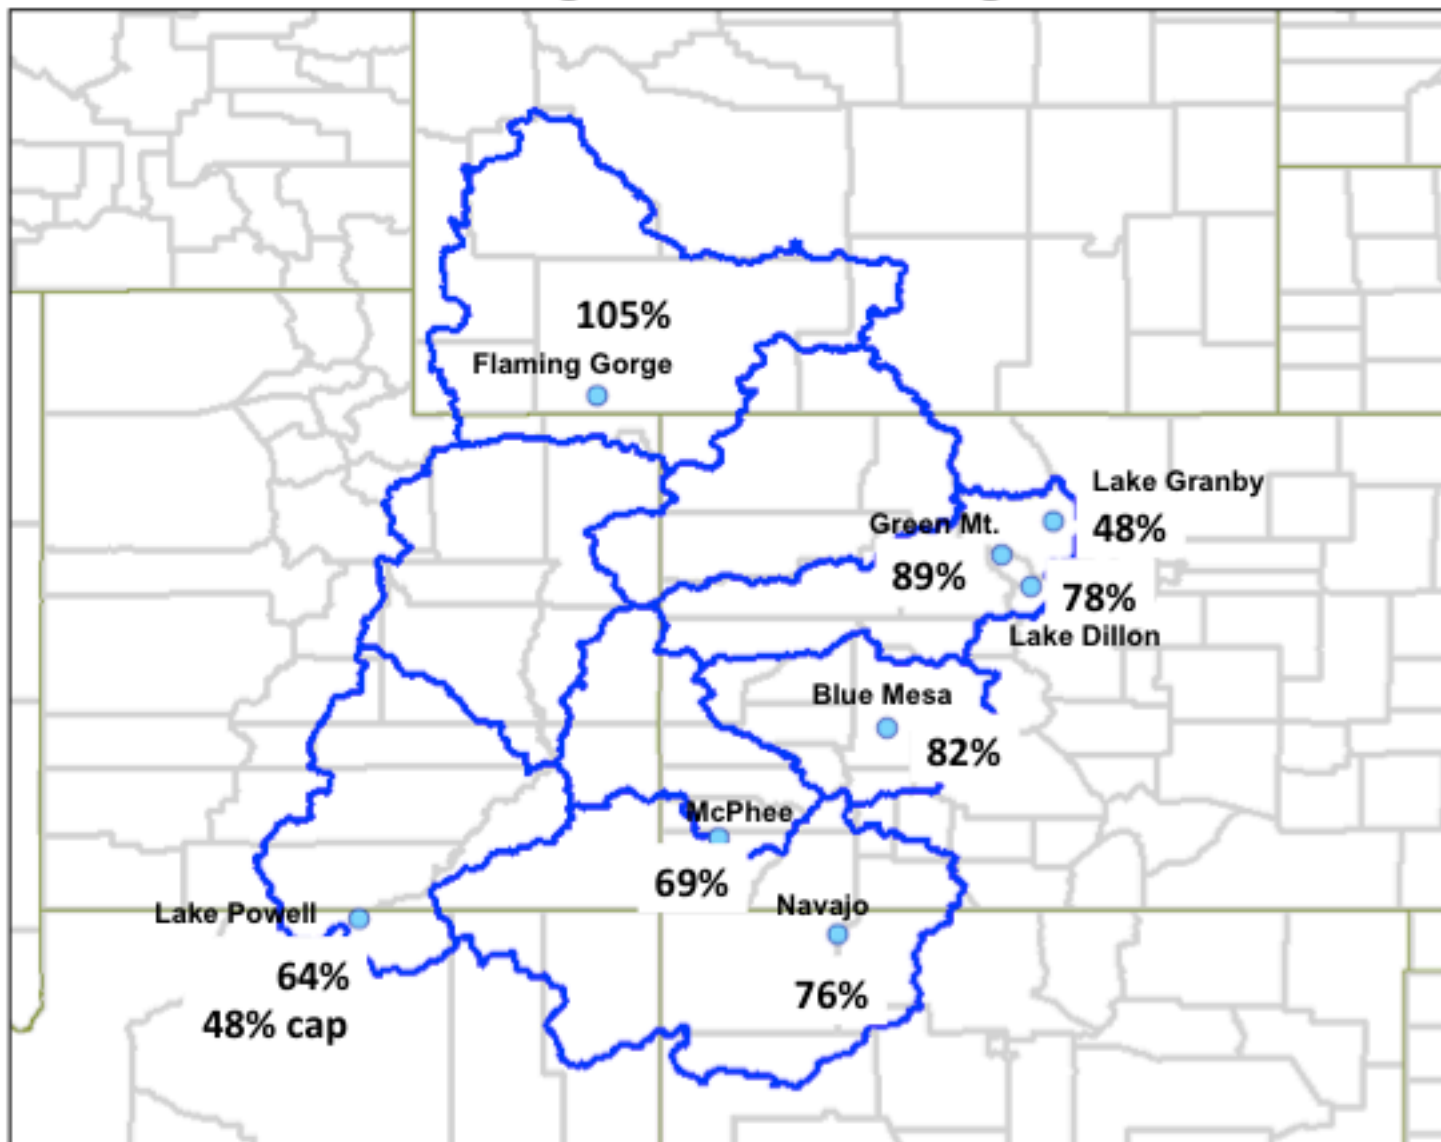 105%
Flaming Gorge
Lake Granby
48%
Green Mt.
89%
78%
Lake Dillon
Blue Mesa
82%
McPhee
69%
Navajo
76%
Lake Powell
64%
48% cap